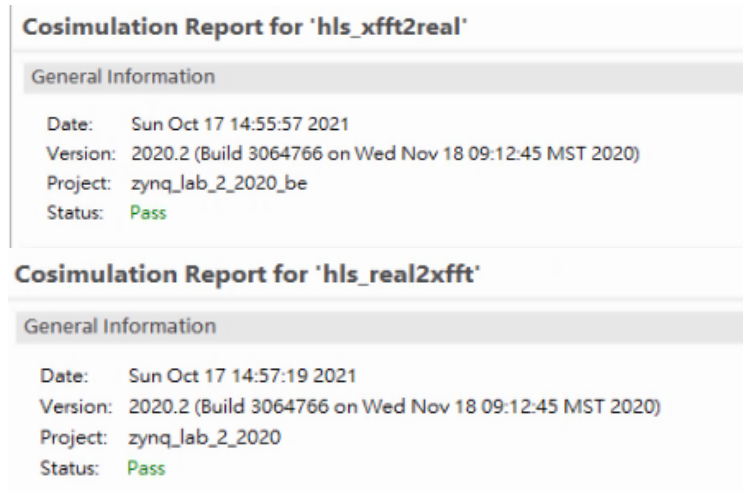 Cosimulation Report for 'hls_xfft2real'
General Information
Date: Sun Oct 17 14:55:57 2021
Version: 2020.2 (Build 3064766 on Wed Nov 18 09:12:45 MST 2020)
Project: zynq_lab_2_2020_be
Status: Pass
Cosimulation Report for 'hls_real2xfft'
General Information
Date: Sun Oct 17 14:57:19 2021
Version: 2020.2 (Build 3064766 on Wed Nov 18 09:12:45 MST 2020)
Project: zynq_lab_2_2020
Status: Pass